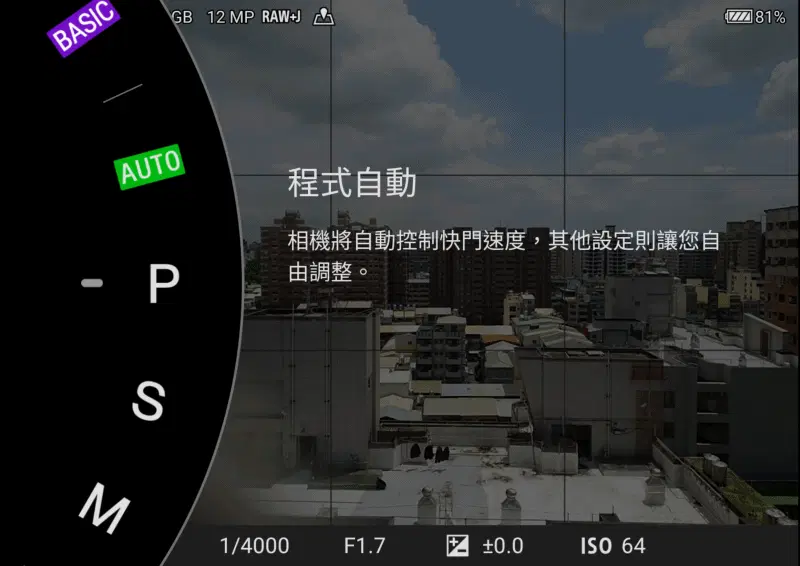 BASIC
GB 12 MP RAW+J
81%
AUTO
程式自動
相機將自動控制快門速度，其他設定則讓您自
由調整。
P
S
M
1/4000 F1.7 ±0.0 ISO 64